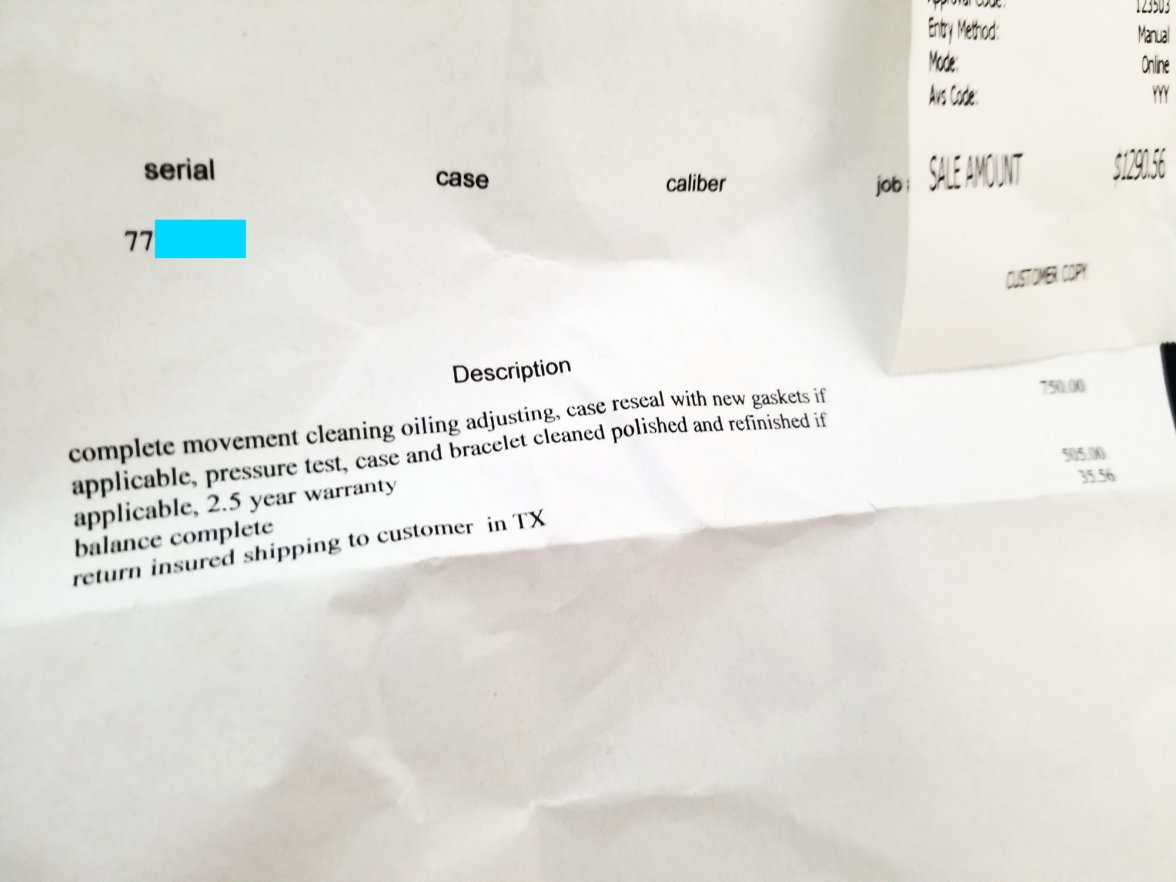 Approval Code: 123503
Entry Method: Manual
Mode: Online
Avs Code: YYY
SALE AMOUNT $1290.56
CUSTOMER COPY
serial case caliber job
77
Description
complete movement cleaning oiling adjusting, case reseal with new gaskets if 750.00
applicable, pressure test, case and bracelet cleaned polished and refinished if
applicable, 2.5 year warranty
balance complete 505.00
return insured shipping to customer in TX 35.56